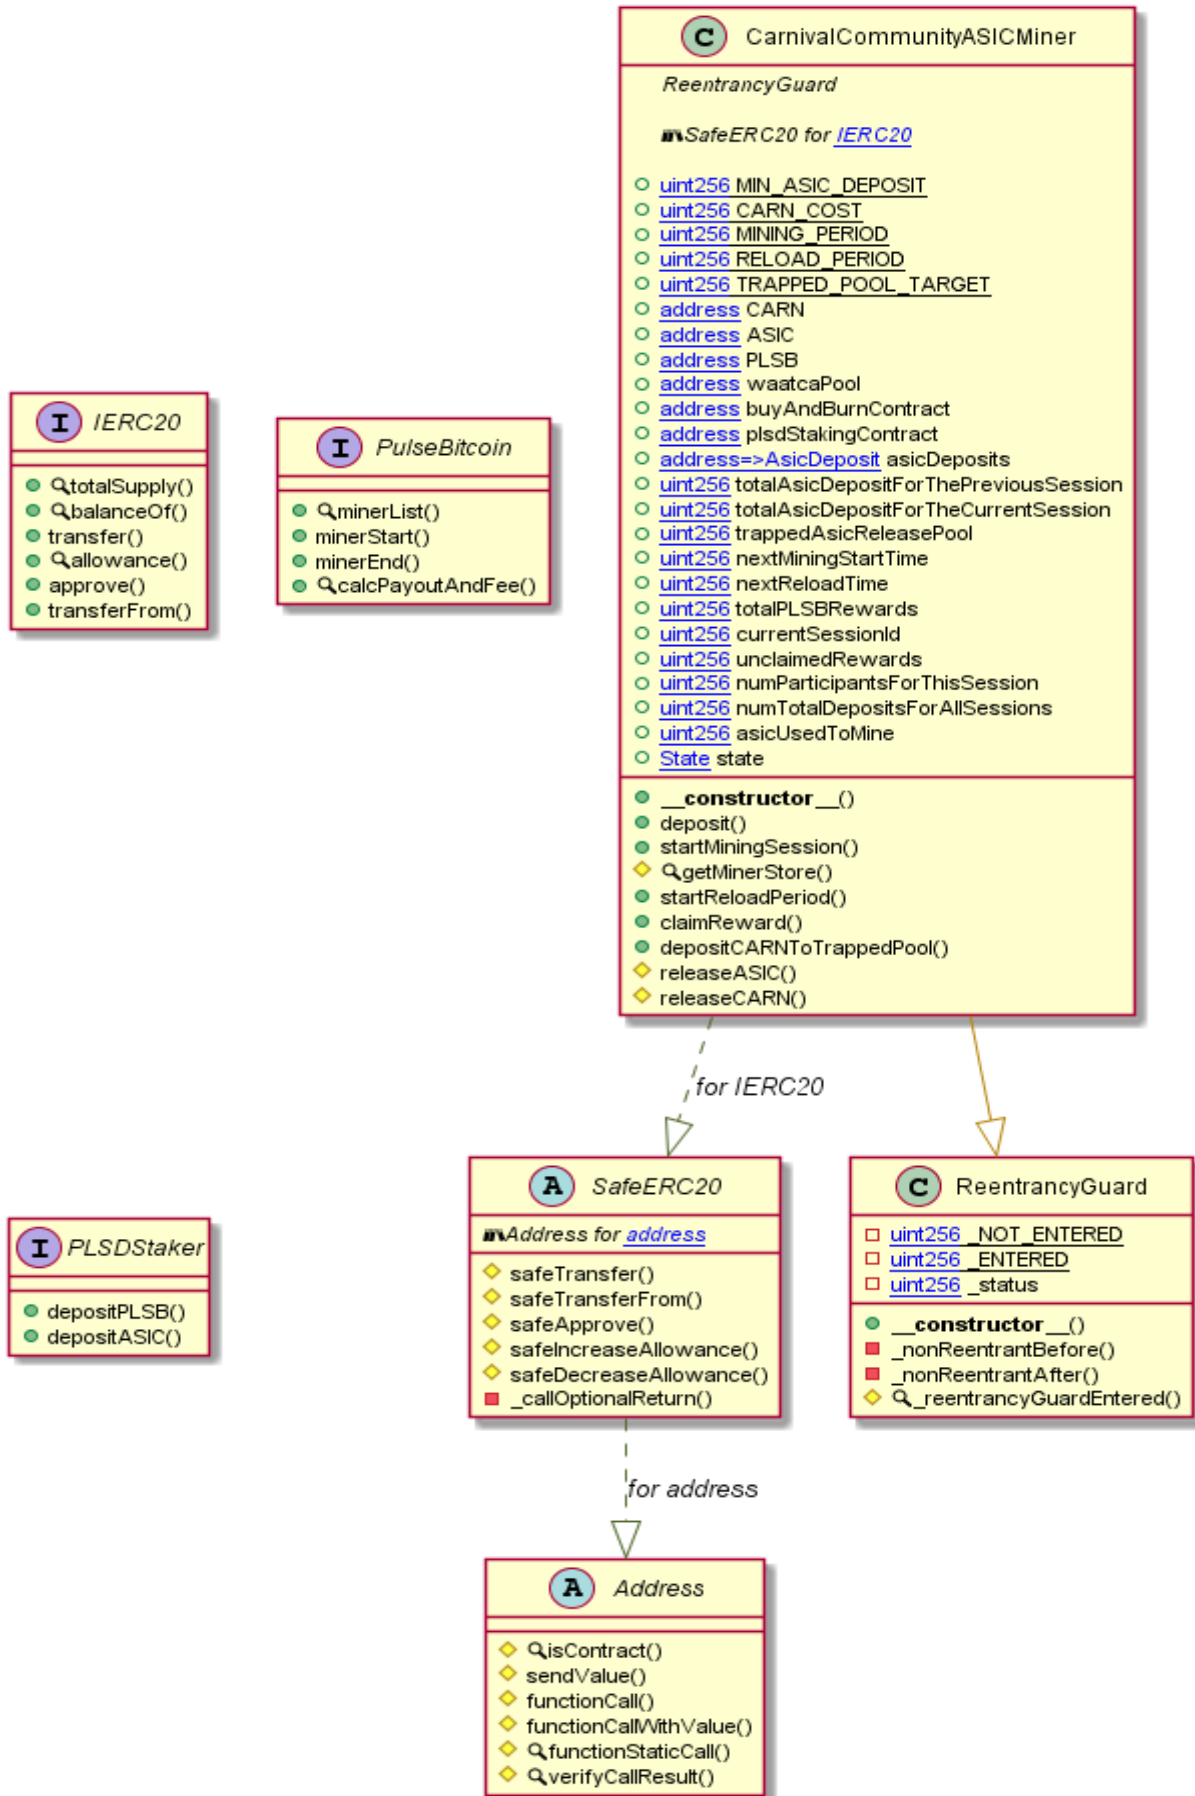 C CarnivalCommunityASICMiner
ReentrancyGuard
SafeERC20 for IERC20
uint256 MIN_ASIC_DEPOSIT
uint256 CARN_COST
uint256 MINING_PERIOD
uint256 RELOAD_PERIOD
uint256 TRAPPED_POOL_TARGET
address CARN
address ASIC
address PLSB
address waatcaPool
address buyAndBurnContract
address plsdStakingContract
address=>AsicDeposit asicDeposits
uint256 totalAsicDepositForThePreviousSession
uint256 totalAsicDepositForTheCurrentSession
uint256 trappedAsicReleasePool
uint256 nextMiningStartTime
uint256 nextReloadTime
uint256 totalPLSBRewards
uint256 currentSessionId
uint256 unclaimedRewards
uint256 numParticipantsForThisSession
uint256 numTotalDepositsForAllSessions
uint256 asicUsedToMine
State state
__constructor__()
deposit()
startMiningSession()
getMinerStore()
startReloadPeriod()
claimReward()
depositCARNToTrappedPool()
releaseASIC()
releaseCARN()
I IERC20
totalSupply()
balanceOf()
transfer()
allowance()
approve()
transferFrom()
I PulseBitcoin
minerList()
minerStart()
minerEnd()
calcPayoutAndFee()
for IERC20
I PLSDStaker
depositPLSB()
depositASIC()
A SafeERC20
Address for address
safeTransfer()
safeTransferFrom()
safeApprove()
safeIncreaseAllowance()
safeDecreaseAllowance()
_callOptionalReturn()
C ReentrancyGuard
uint256 _NOT_ENTERED
uint256 _ENTERED
uint256 _status
__constructor__()
_nonReentrantBefore()
_nonReentrantAfter()
_reentrancyGuardEntered()
for address
A Address
isContract()
sendValue()
functionCall()
functionCallWithValue()
functionStaticCall()
verifyCallResult()